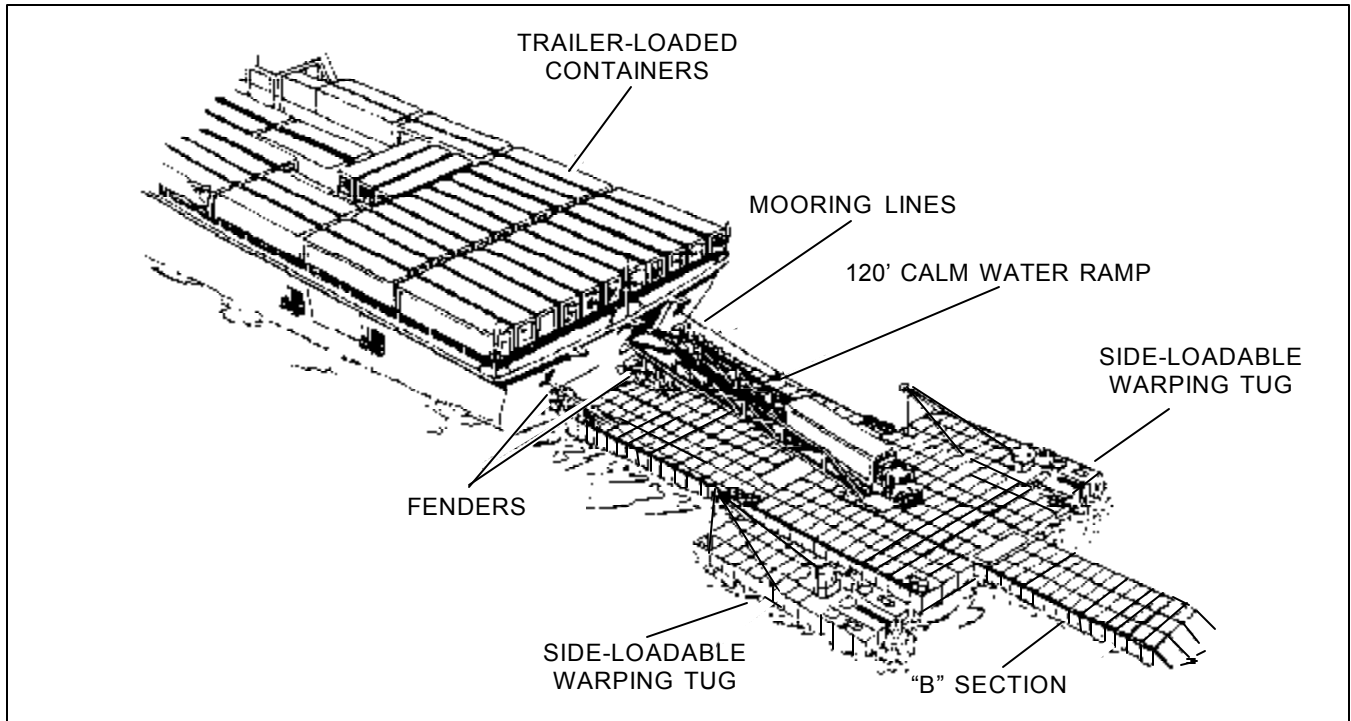 TRAILER-LOADED
CONTAINERS
MOORING LINES
120’ CALM WATER RAMP
SIDE-LOADABLE
WARPING TUG
FENDERS
SIDE-LOADABLE
WARPING TUG
“B” SECTION